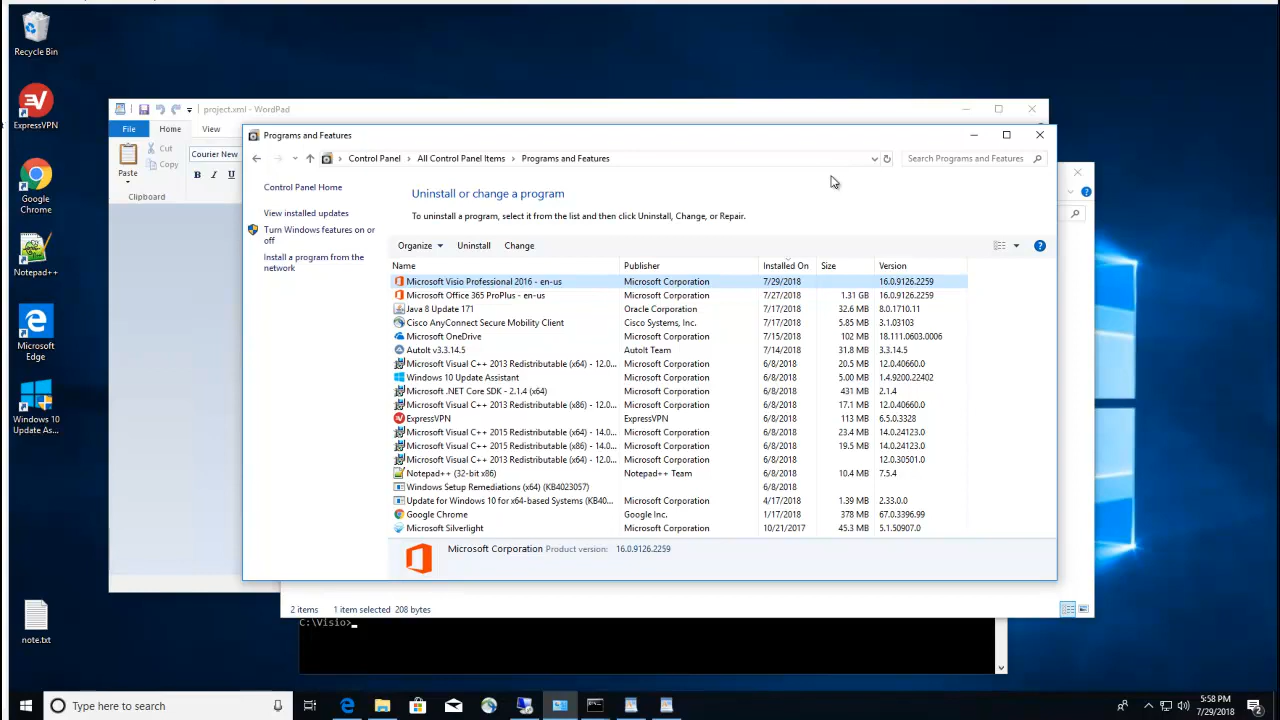 Recycle Bin
ExpressVPN
Google
Chrome
Notepad++
Microsoft
Edge
Windows 10
Update As...
note.txt
project.xml - WordPad
File Home View
Paste
Cut
Copy
Clipboard
Courier New
B I U
Programs and Features
Control Panel All Control Panel Items Programs and Features
Search Programs and Features
Control Panel Home
View installed updates
Turn Windows features on or
off
Install a program from the
network
Uninstall or change a program
To uninstall a program, select it from the list and then click Uninstall, Change, or Repair.
Organize Uninstall Change
Name Publisher Installed On Size Version
Microsoft Visio Professional 2016 - en-us Microsoft Corporation 7/29/2018 16.0.9126.2259
Microsoft Office 365 ProPlus - en-us Microsoft Corporation 7/27/2018 1.31 GB 16.0.9126.2259
Java 8 Update 171 Oracle Corporation 7/17/2018 32.6 MB 8.0.1710.11
Cisco AnyConnect Secure Mobility Client Cisco Systems, Inc. 7/17/2018 5.85 MB 3.1.03103
Microsoft OneDrive Microsoft Corporation 7/15/2018 102 MB 18.111.0603.0006
AutoIt v3.3.14.5 AutoIt Team 7/14/2018 31.8 MB 3.3.14.5
Microsoft Visual C++ 2013 Redistributable (x64) - 12.0... Microsoft Corporation 6/8/2018 20.5 MB 12.0.40660.0
Windows 10 Update Assistant Microsoft Corporation 6/8/2018 5.00 MB 1.4.9200.22402
Microsoft .NET Core SDK - 2.1.4 (x64) Microsoft Corporation 6/8/2018 431 MB 2.1.4
Microsoft Visual C++ 2013 Redistributable (x86) - 12.0... Microsoft Corporation 6/8/2018 17.1 MB 12.0.40660.0
ExpressVPN ExpressVPN 6/8/2018 113 MB 6.5.0.3328
Microsoft Visual C++ 2015 Redistributable (x64) - 14.0... Microsoft Corporation 6/8/2018 23.4 MB 14.0.24123.0
Microsoft Visual C++ 2015 Redistributable (x86) - 14.0... Microsoft Corporation 6/8/2018 19.5 MB 14.0.24123.0
Microsoft Visual C++ 2013 Redistributable (x64) - 12.0... Microsoft Corporation 6/8/2018 12.0.30501.0
Notepad++ (32-bit x86) Notepad++ Team 6/8/2018 10.4 MB 7.5.4
Windows Setup Remediations (x64) (KB4023057) 6/8/2018
Update for Windows 10 for x64-based Systems (KB40... Microsoft Corporation 4/17/2018 1.39 MB 2.33.0.0
Google Chrome Google Inc. 1/17/2018 378 MB 67.0.3396.99
Microsoft Silverlight Microsoft Corporation 10/21/2017 45.3 MB 5.1.50907.0
Microsoft Corporation Product version: 16.0.9126.2259
2 items 1 item selected 208 bytes
C:\Visio>
Type here to search
5:58 PM
7/29/2018
2